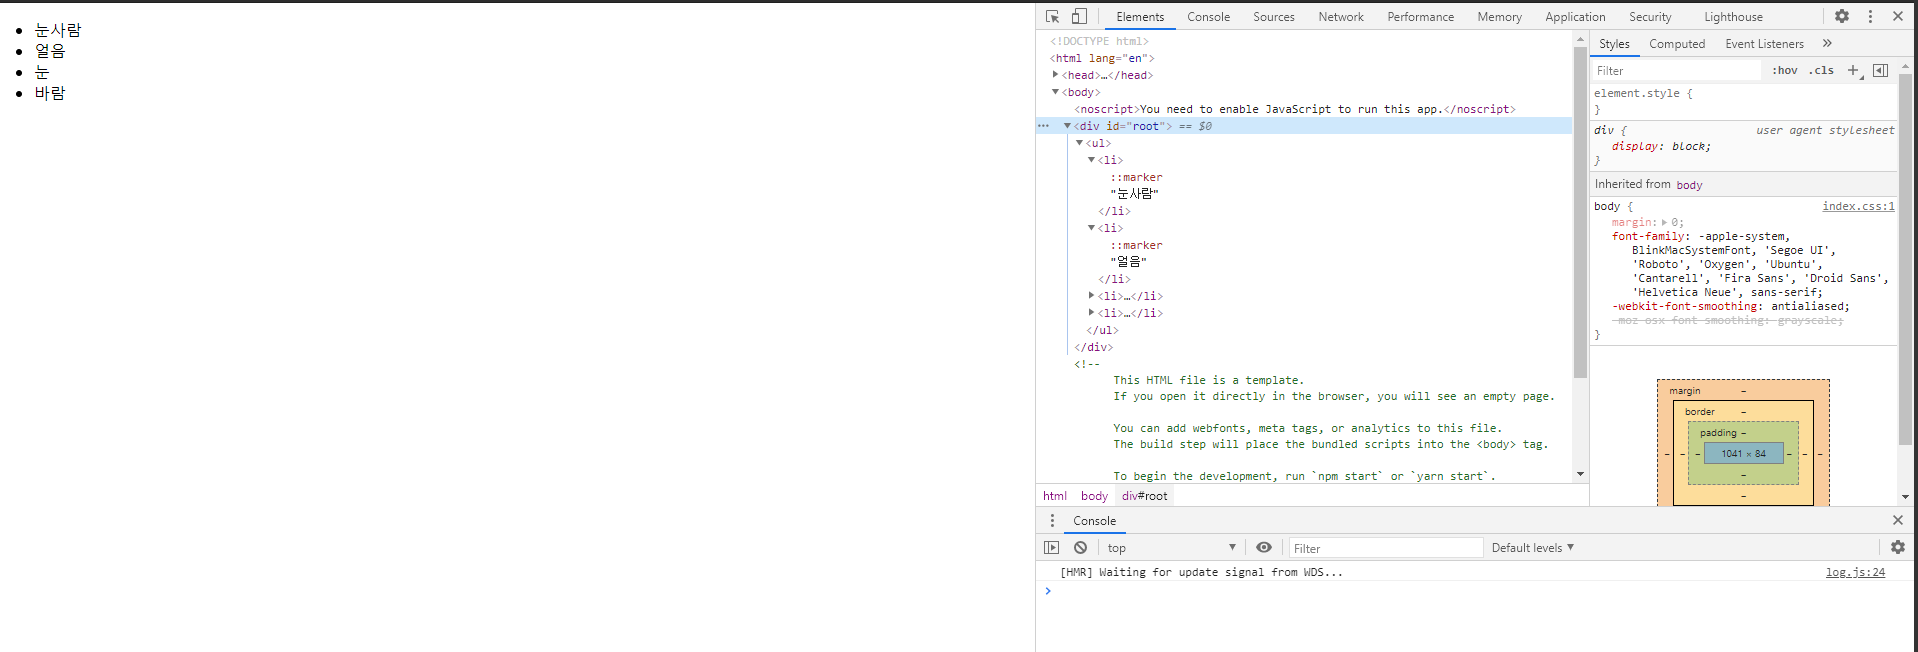 눈사람
얼음
눈
바람
Elements Console Sources Network Performance Memory Application Security Lighthouse
<!DOCTYPE html>
<html lang="en">
<head>…</head>
<body>
<noscript>You need to enable JavaScript to run this app.</noscript>
<div id="root"> == $0
<ul>
<li>
::marker
"눈사람"
</li>
<li>
::marker
"얼음"
</li>
<li>…</li>
<li>…</li>
</ul>
</div>
<!--
This HTML file is a template.
If you open it directly in the browser, you will see an empty page.
You can add webfonts, meta tags, or analytics to this file.
The build step will place the bundled scripts into the <body> tag.
To begin the development, run `npm start` or `yarn start`.
html body div#root
Styles Computed Event Listeners »
Filter :hov .cls +
element.style {
}
div { user agent stylesheet
display: block;
}
Inherited from body
body { index.css:1
margin: 0;
font-family: -apple-system,
BlinkMacSystemFont, 'Segoe UI',
'Roboto', 'Oxygen', 'Ubuntu',
'Cantarell', 'Fira Sans', 'Droid Sans',
'Helvetica Neue', sans-serif;
-webkit-font-smoothing: antialiased;
-moz-osx-font-smoothing: grayscale;
}
margin -
border -
padding -
- - - 1041 × 84 - - -
-
-
Console
top Filter Default levels
[HMR] Waiting for update signal from WDS... log.js:24